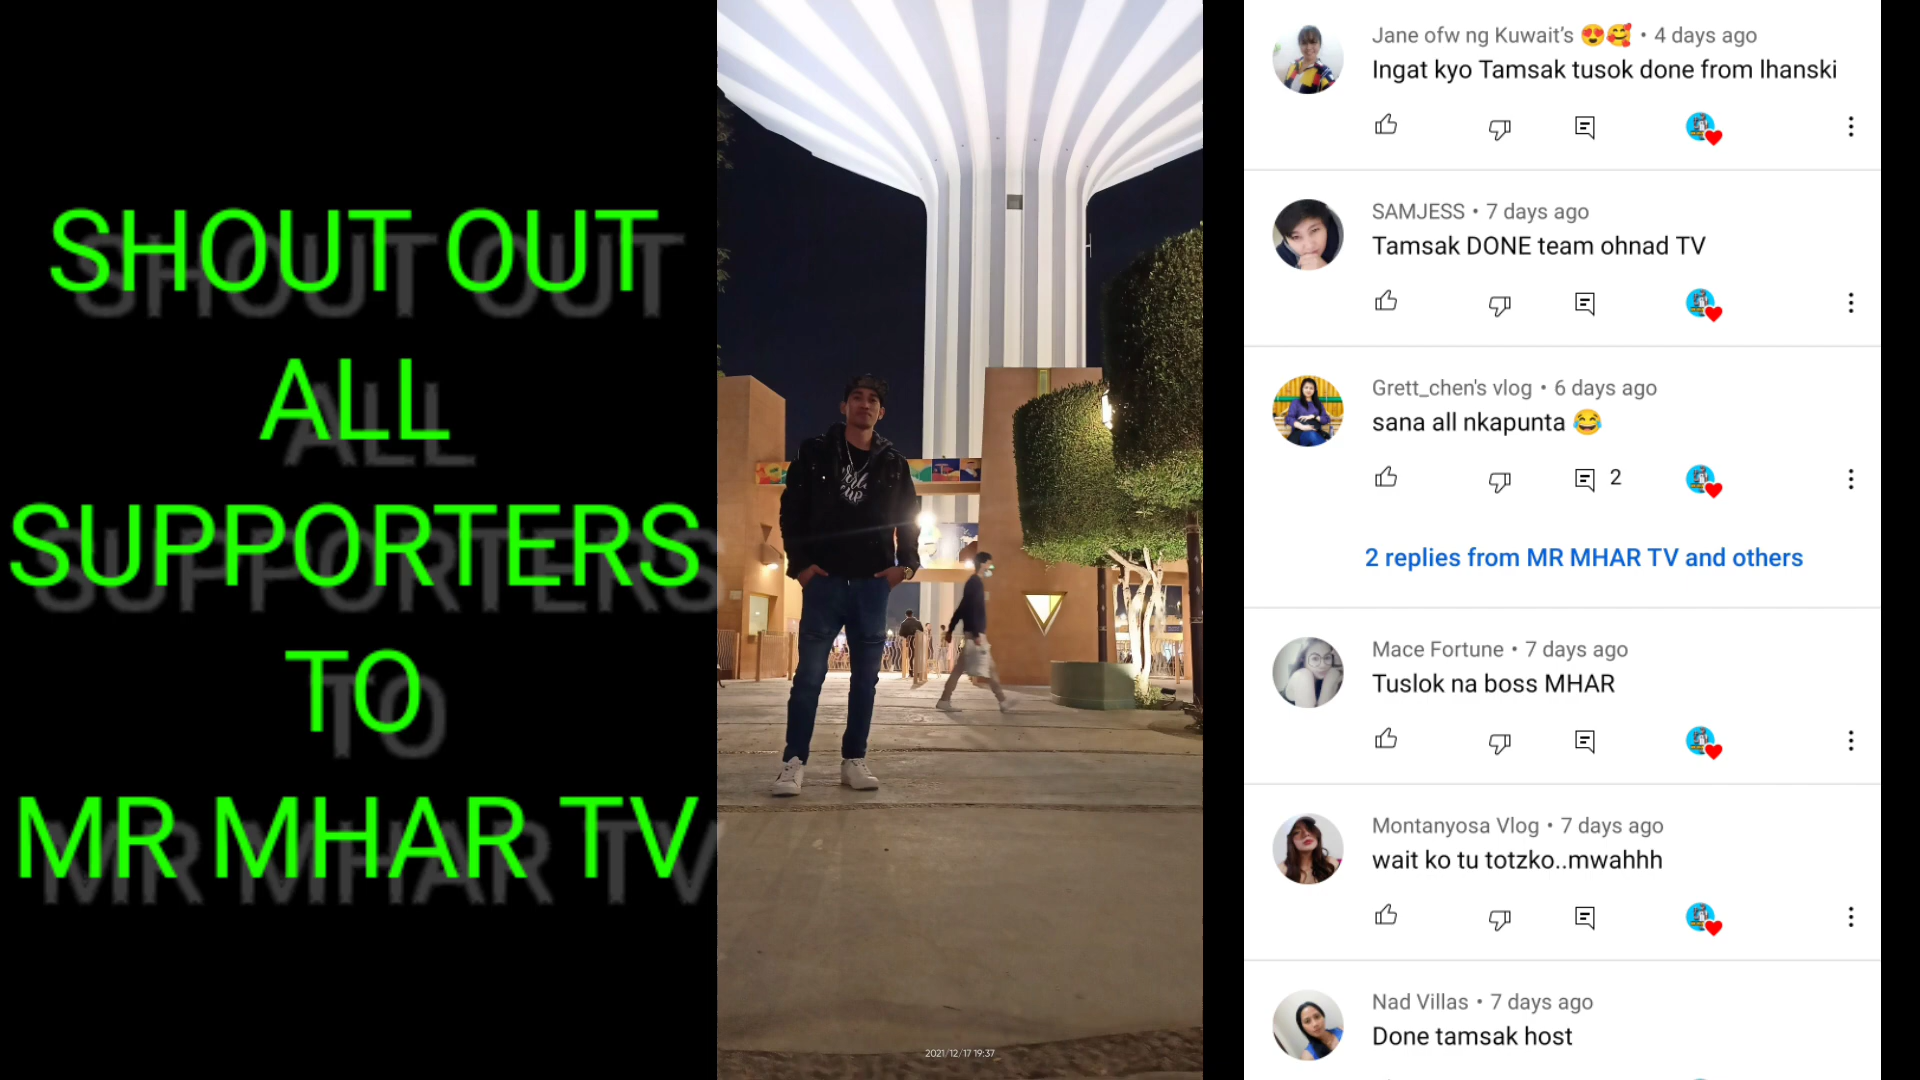 SHOUT OUT
ALL
SUPPORTERS
TO
MR MHAR TV
2021/12/17 19:37
Jane ofw ng Kuwait's 😍🥰 • 4 days ago
Ingat kyo Tamsak tusok done from lhanski
SAMJESS • 7 days ago
Tamsak DONE team ohnad TV
Grett_chen's vlog • 6 days ago
sana all nkapunta 😂
2
2 replies from MR MHAR TV and others
Mace Fortune • 7 days ago
Tuslok na boss MHAR
Montanyosa Vlog • 7 days ago
wait ko tu totzko..mwahhh
Nad Villas • 7 days ago
Done tamsak host